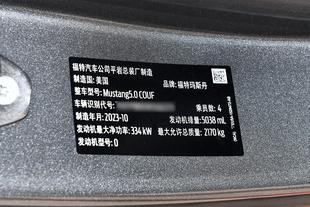 福特汽车公司平岩总装厂制造
制造国：美国 品牌：福特玛斯丹
整车型号：Mustang5.0 COUF
车辆识别代号： 乘员数：4
制造年月：2023-10 发动机排量：5038 mL
发动机最大净功率：334 kW 最大允许总质量：2170 kg
发动机型号：0